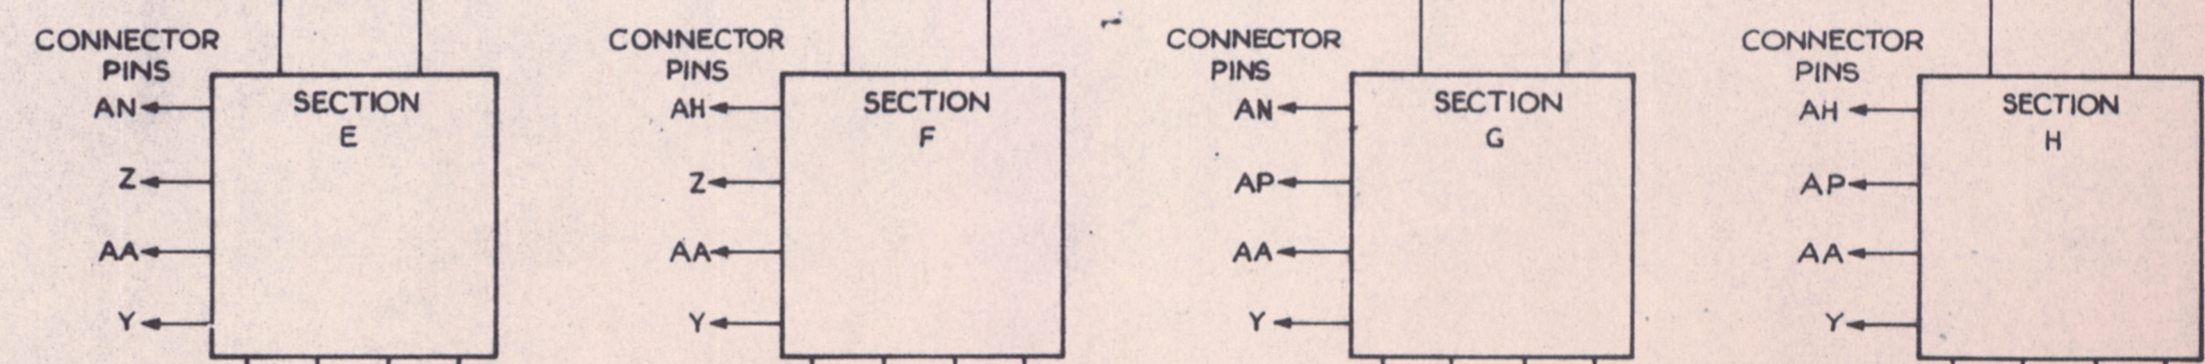 CONNECTOR
PINS
AN
Z
AA
Y
SECTION
E
CONNECTOR
PINS
AH
Z
AA
Y
SECTION
F
CONNECTOR
PINS
AN
AP
AA
Y
SECTION
G
CONNECTOR
PINS
AH
AP
AA
Y
SECTION
H